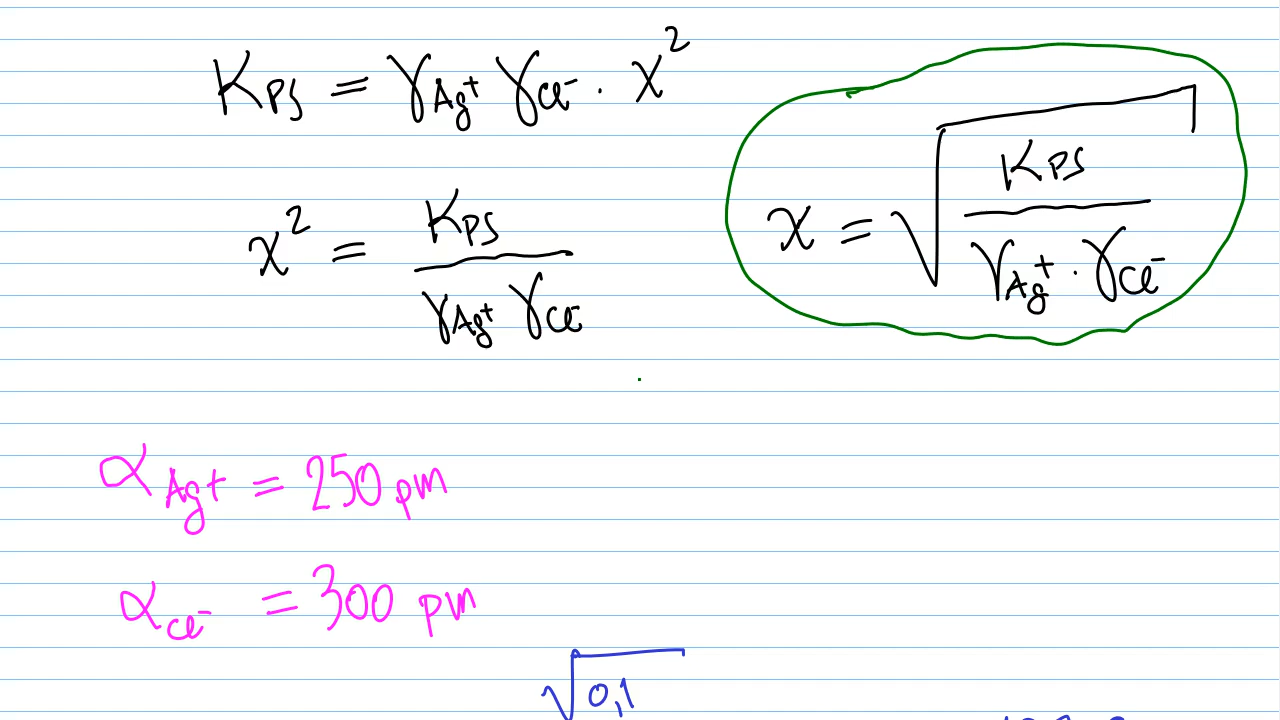 Kps = γAg⁺ γCl⁻ · x²
x² = Kps / γAg⁺ γCl⁻
x = √(Kps / γAg⁺ · γCl⁻)
αAg⁺ = 250 pm
αCl⁻ = 300 pm
√0,1